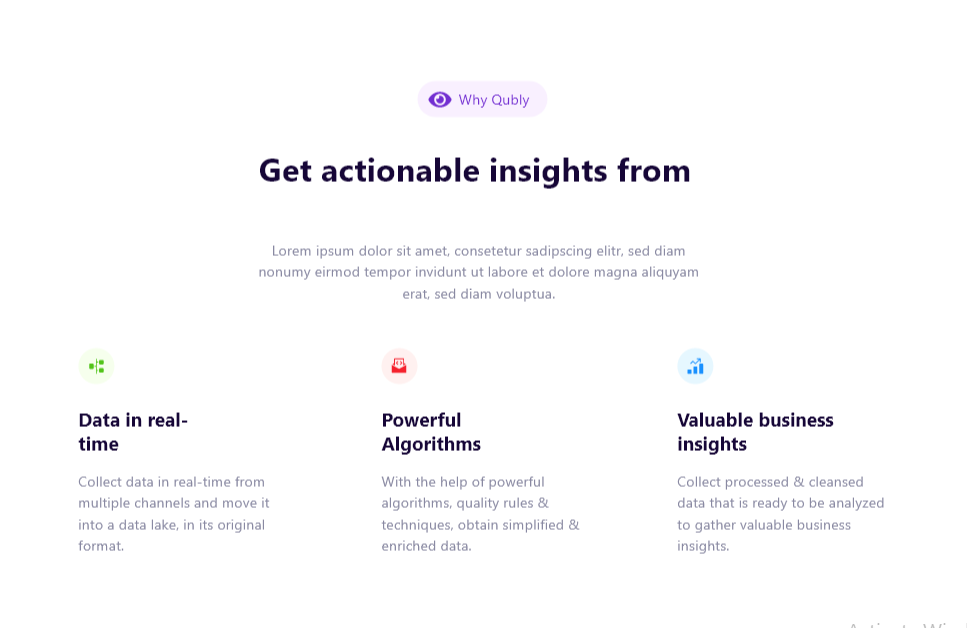 Why Qubly
Get actionable insights from
Lorem ipsum dolor sit amet, consetetur sadipscing elitr, sed diam
nonumy eirmod tempor invidunt ut labore et dolore magna aliquyam
erat, sed diam voluptua.
Data in real-
time
Collect data in real-time from
multiple channels and move it
into a data lake, in its original
format.
Powerful
Algorithms
With the help of powerful
algorithms, quality rules &
techniques, obtain simplified &
enriched data.
Valuable business
insights
Collect processed & cleansed
data that is ready to be analyzed
to gather valuable business
insights.